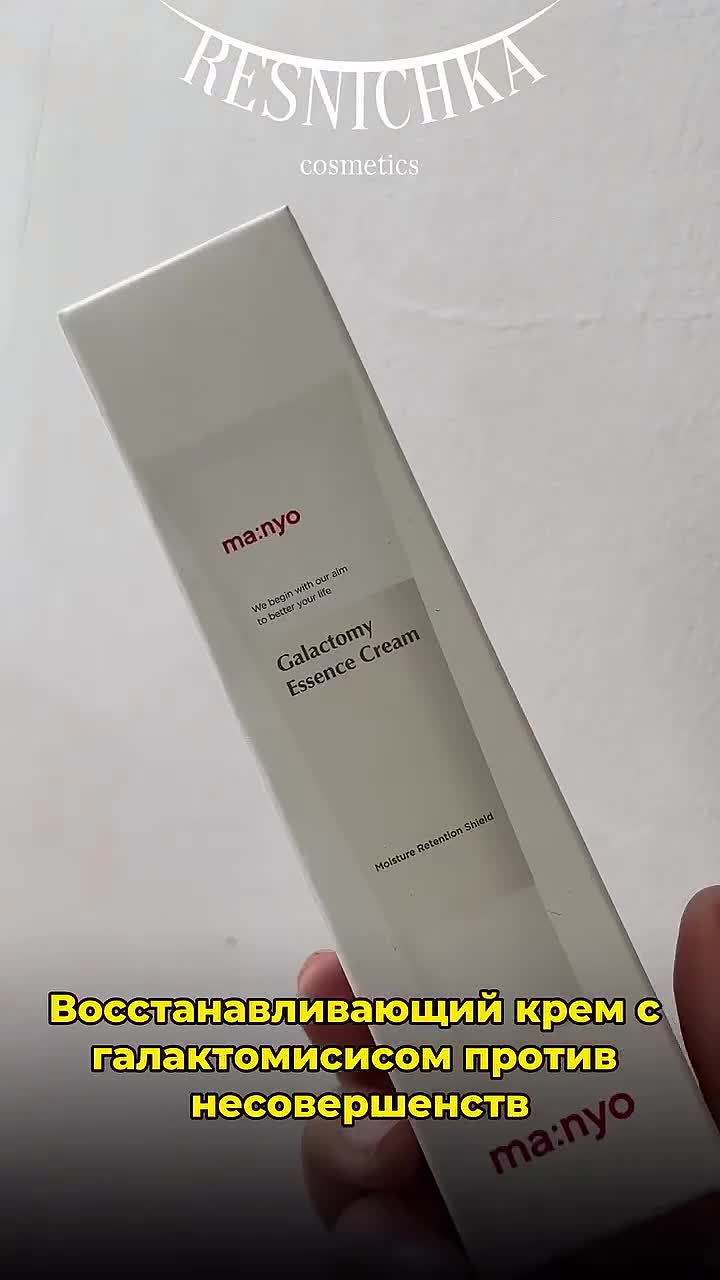 RESNICHKA
cosmetics
ma:nyo
We begin with our aim
to better your life
Galactomy
Essence Cream
Moisture Retention Shield
Восстанавливающий крем с
галактомисисом против
несовершенств
ma:nyo